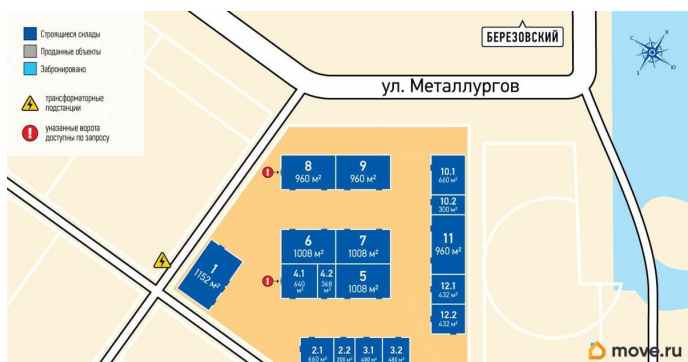 Строящиеся склады
Проданные объекты
Забронировано
трансформаторные
подстанции
указанные ворота
доступны по запросу
БЕРЕЗОВСКИЙ
С
В
З
Ю
ул. Металлургов
8
960 м²
9
960 м²
10.1
660 м²
10.2
300 м²
11
960 м²
6
1008 м²
7
1008 м²
4.1
640
м²
4.2
368
м²
5
1008 м²
1
1152 м²
12.1
432 м²
12.2
432 м²
2.1
660 м²
2.2
300 м²
3.1
480 м²
3.2
480 м²
move.ru